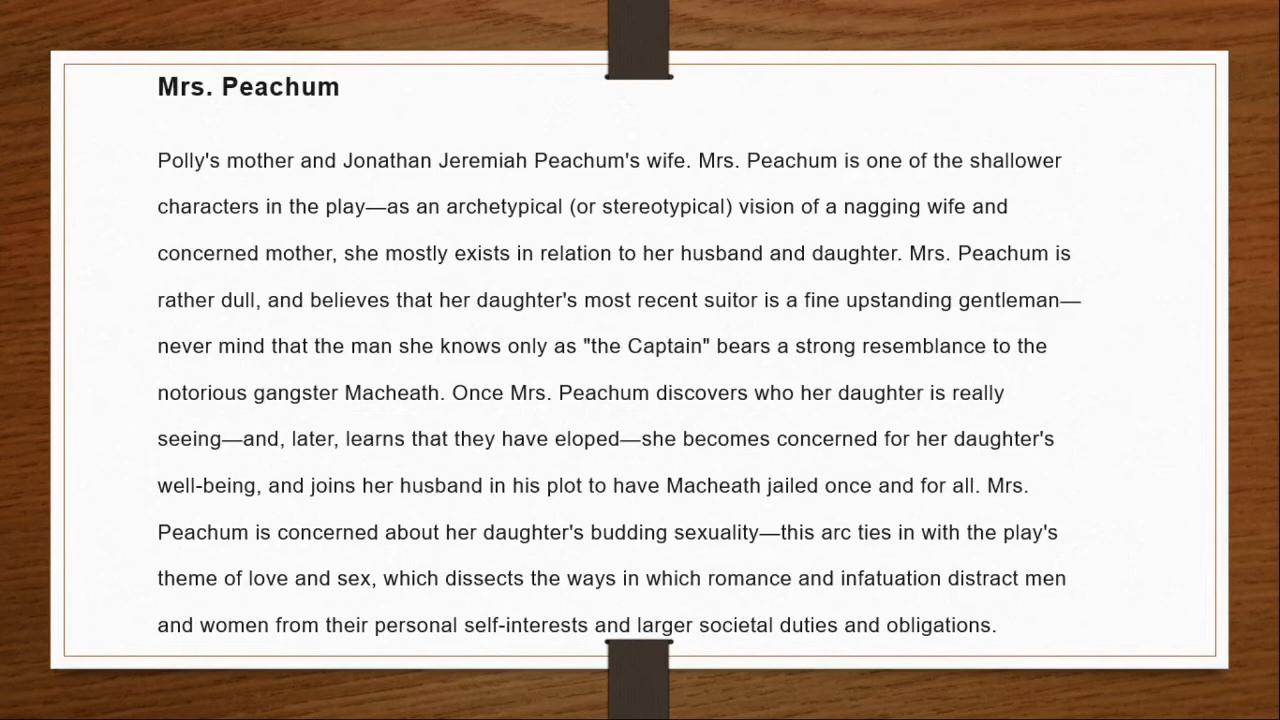 Mrs. Peachum
Polly's mother and Jonathan Jeremiah Peachum's wife. Mrs. Peachum is one of the shallower
characters in the play—as an archetypical (or stereotypical) vision of a nagging wife and
concerned mother, she mostly exists in relation to her husband and daughter. Mrs. Peachum is
rather dull, and believes that her daughter's most recent suitor is a fine upstanding gentleman—
never mind that the man she knows only as "the Captain" bears a strong resemblance to the
notorious gangster Macheath. Once Mrs. Peachum discovers who her daughter is really
seeing—and, later, learns that they have eloped—she becomes concerned for her daughter's
well-being, and joins her husband in his plot to have Macheath jailed once and for all. Mrs.
Peachum is concerned about her daughter's budding sexuality—this arc ties in with the play's
theme of love and sex, which dissects the ways in which romance and infatuation distract men
and women from their personal self-interests and larger societal duties and obligations.